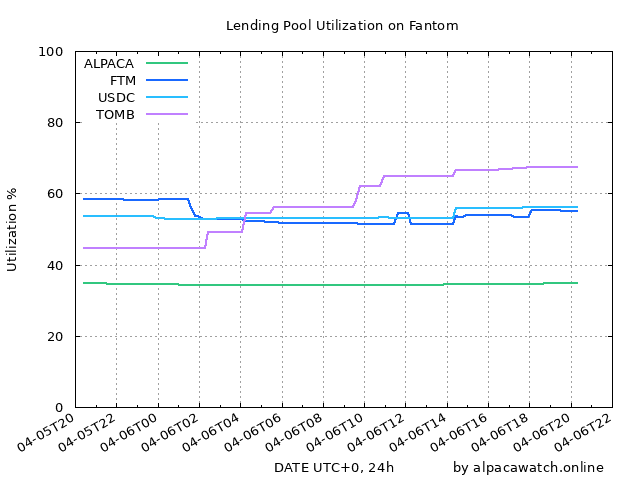 Lending Pool Utilization on Fantom
100
80
60
40
20
0
Utilization %
ALPACA
FTM
USDC
TOMB
04-05T20
04-05T22
04-06T00
04-06T02
04-06T04
04-06T06
04-06T08
04-06T10
04-06T12
04-06T14
04-06T16
04-06T18
04-06T20
04-06T22
DATE UTC+0, 24h
by alpacawatch.online